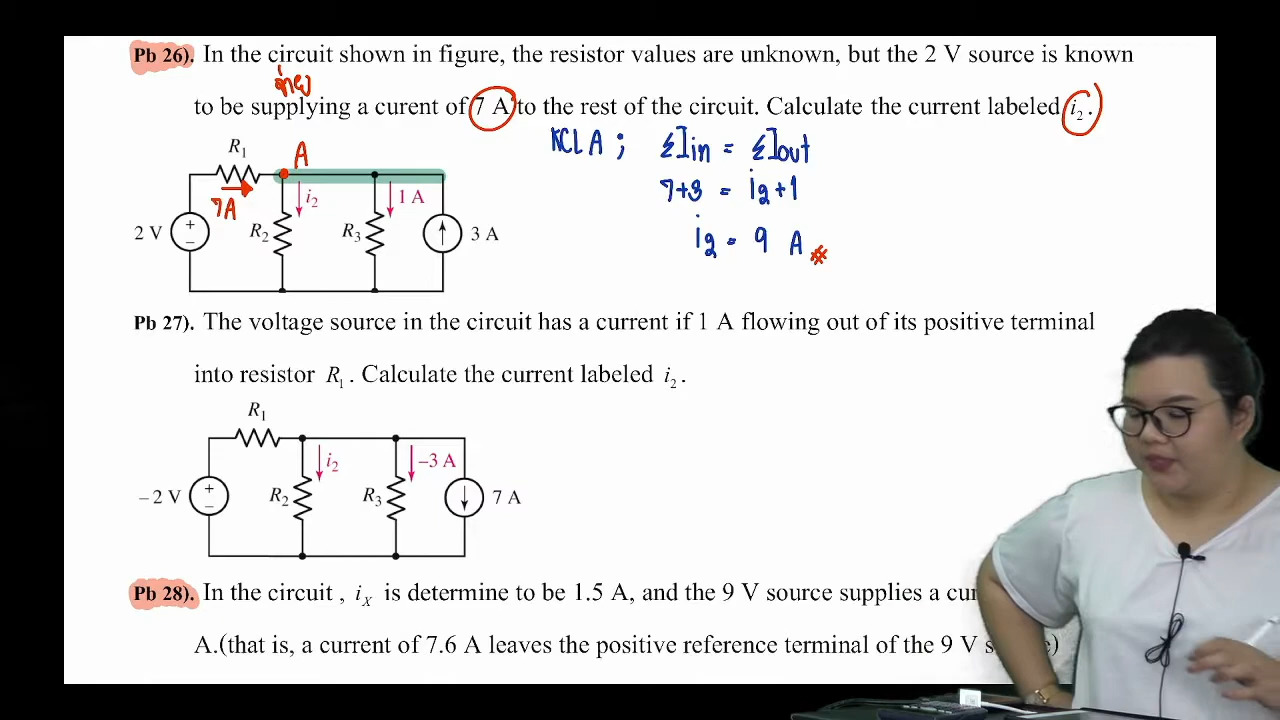 Pb 26). In the circuit shown in figure, the resistor values are unknown, but the 2 V source is known
จ่าย
to be supplying a curent of 7 A to the rest of the circuit. Calculate the current labeled i₂.
KCL A ; ΣIin = ΣIout
7+3 = i₂+1
i₂ = 9 A
R₁
A
7A
i₂
1 A
2 V
+
−
R₂
R₃
3 A
Pb 27). The voltage source in the circuit has a current if 1 A flowing out of its positive terminal
into resistor R₁. Calculate the current labeled i₂.
R₁
i₂
–3 A
– 2 V
+
−
R₂
R₃
7 A
Pb 28). In the circuit , iX is determine to be 1.5 A, and the 9 V source supplies a
A.(that is, a current of 7.6 A leaves the positive reference terminal of the 9 V